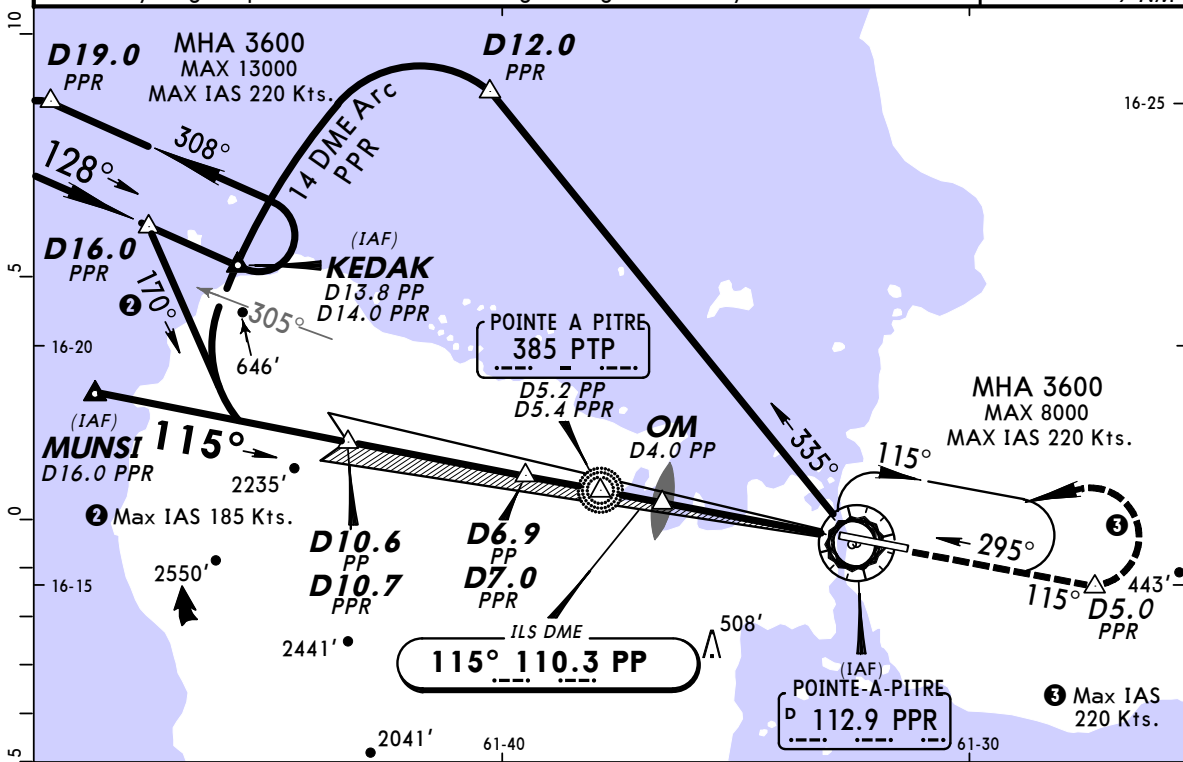 10
D19.0
PPR
MHA 3600
MAX 13000
MAX IAS 220 Kts.
D12.0
PPR
16-25
308°
14 DME Arc
PPR
128°
D16.0
PPR
(IAF)
KEDAK
D13.8 PP
D14.0 PPR
5
2
170°
305°
646'
POINTE A PITRE
385 PTP
D5.2 PP
D5.4 PPR
16-20
MHA 3600
MAX 8000
MAX IAS 220 Kts.
(IAF)
MUNSI
D16.0 PPR
115°
OM
D4.0 PP
335°
115°
2235'
2 Max IAS 185 Kts.
0
D10.6
PP
D10.7
PPR
D6.9
PP
D7.0
PPR
295°
3
2550'
16-15
115°
D5.0
PPR
443'
ILS DME
115° 110.3 PP
508'
2441'
(IAF)
POINTE-A-PITRE
D 112.9 PPR
3 Max IAS
220 Kts.
2041'
61-40
61-30
5